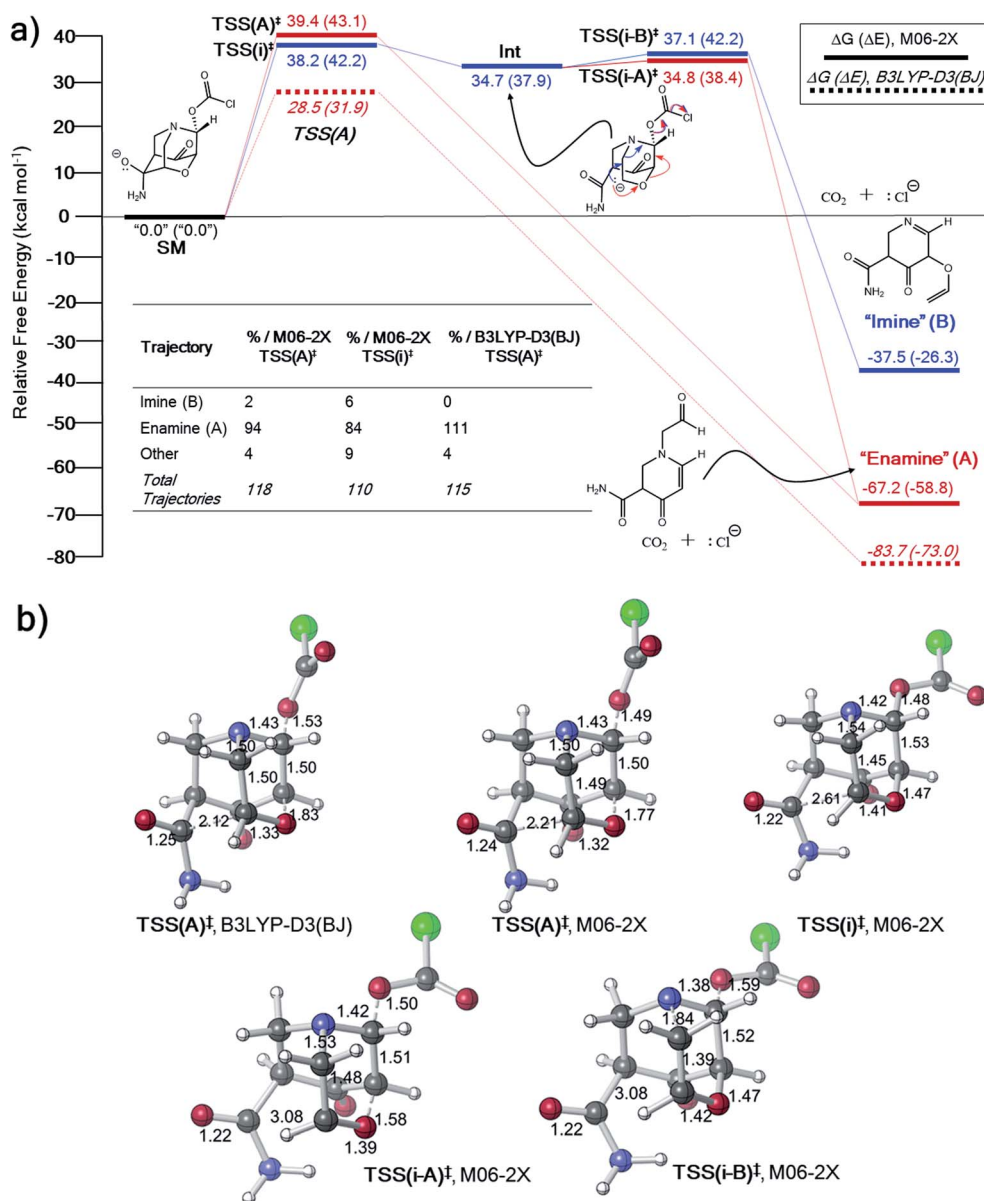 a)
Relative Free Energy (kcal mol⁻¹)
40
30
20
10
0
-10
-20
-30
-40
-50
-60
-70
-80
TSS(A)‡ 39.4 (43.1)
TSS(i)‡
38.2 (42.2)
28.5 (31.9)
TSS(A)
Int
34.7 (37.9)
TSS(i-B)‡ 37.1 (42.2)
TSS(i-A)‡ 34.8 (38.4)
ΔG (ΔE), M06-2X
ΔG (ΔE), B3LYP-D3(BJ)
O
O
Cl
N
H
O
O
O
H₂N
"0.0" ("0.0")
SM
O
O
Cl
N
H
O
O
O
H₂N
CO₂ + :Cl⊖
N
H
O
NH₂
O
O
"Imine" (B)
-37.5 (-26.3)
Trajectory
% / M06-2X TSS(A)‡
% / M06-2X TSS(i)‡
% / B3LYP-D3(BJ) TSS(A)‡
Imine (B) 2 6 0
Enamine (A) 94 84 111
Other 4 9 4
Total Trajectories 118 110 115
O
H
N
H
H₂N
O
O
CO₂ + :Cl⊖
"Enamine" (A)
-67.2 (-58.8)
-83.7 (-73.0)
b)
1.43
1.53
1.50
1.50
1.50
1.83
2.12
1.33
1.25
TSS(A)‡, B3LYP-D3(BJ)
1.43
1.49
1.50
1.50
1.49
1.77
2.21
1.32
1.24
TSS(A)‡, M06-2X
1.42
1.48
1.54
1.53
1.45
1.47
2.61
1.41
1.22
TSS(i)‡, M06-2X
1.42
1.50
1.53
1.51
1.48
1.58
3.08
1.39
1.22
TSS(i-A)‡, M06-2X
1.38
1.59
1.84
1.52
1.39
1.47
3.08
1.42
1.22
TSS(i-B)‡, M06-2X